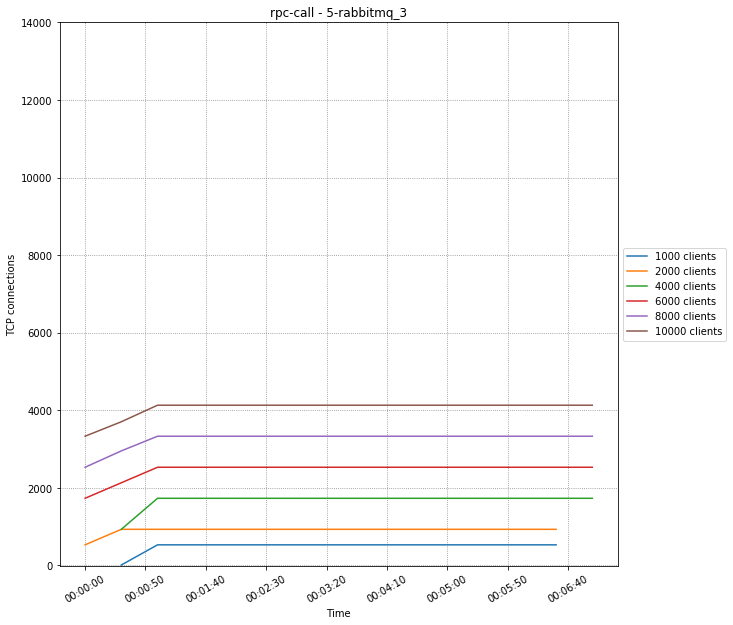 rpc-call - 5-rabbitmq_3
14000
12000
10000
8000
6000
4000
2000
0
TCP connections
00:00:00
00:00:50
00:01:40
00:02:30
00:03:20
00:04:10
00:05:00
00:05:50
00:06:40
Time
1000 clients
2000 clients
4000 clients
6000 clients
8000 clients
10000 clients